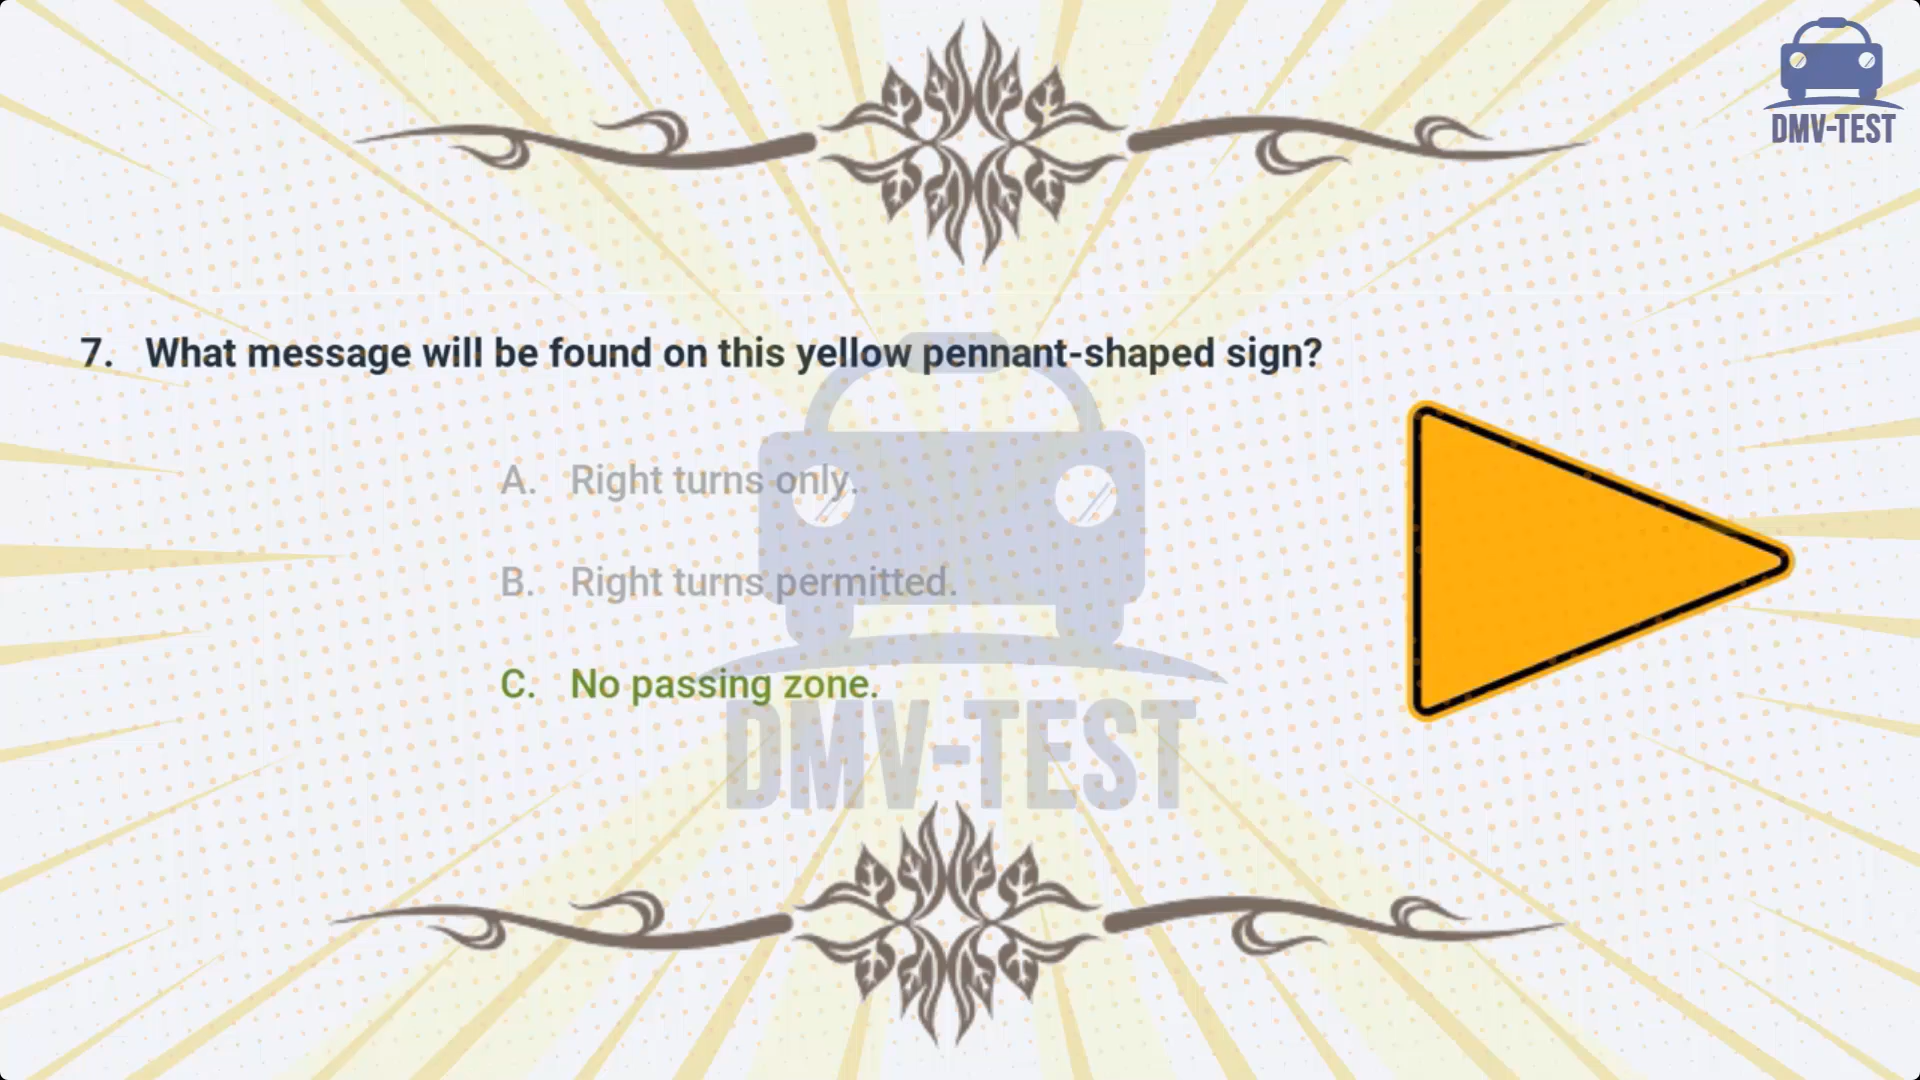 DMV-TEST
7. What message will be found on this yellow pennant-shaped sign?
A. Right turns only.
B. Right turns permitted.
C. No passing zone.
DMV-TEST